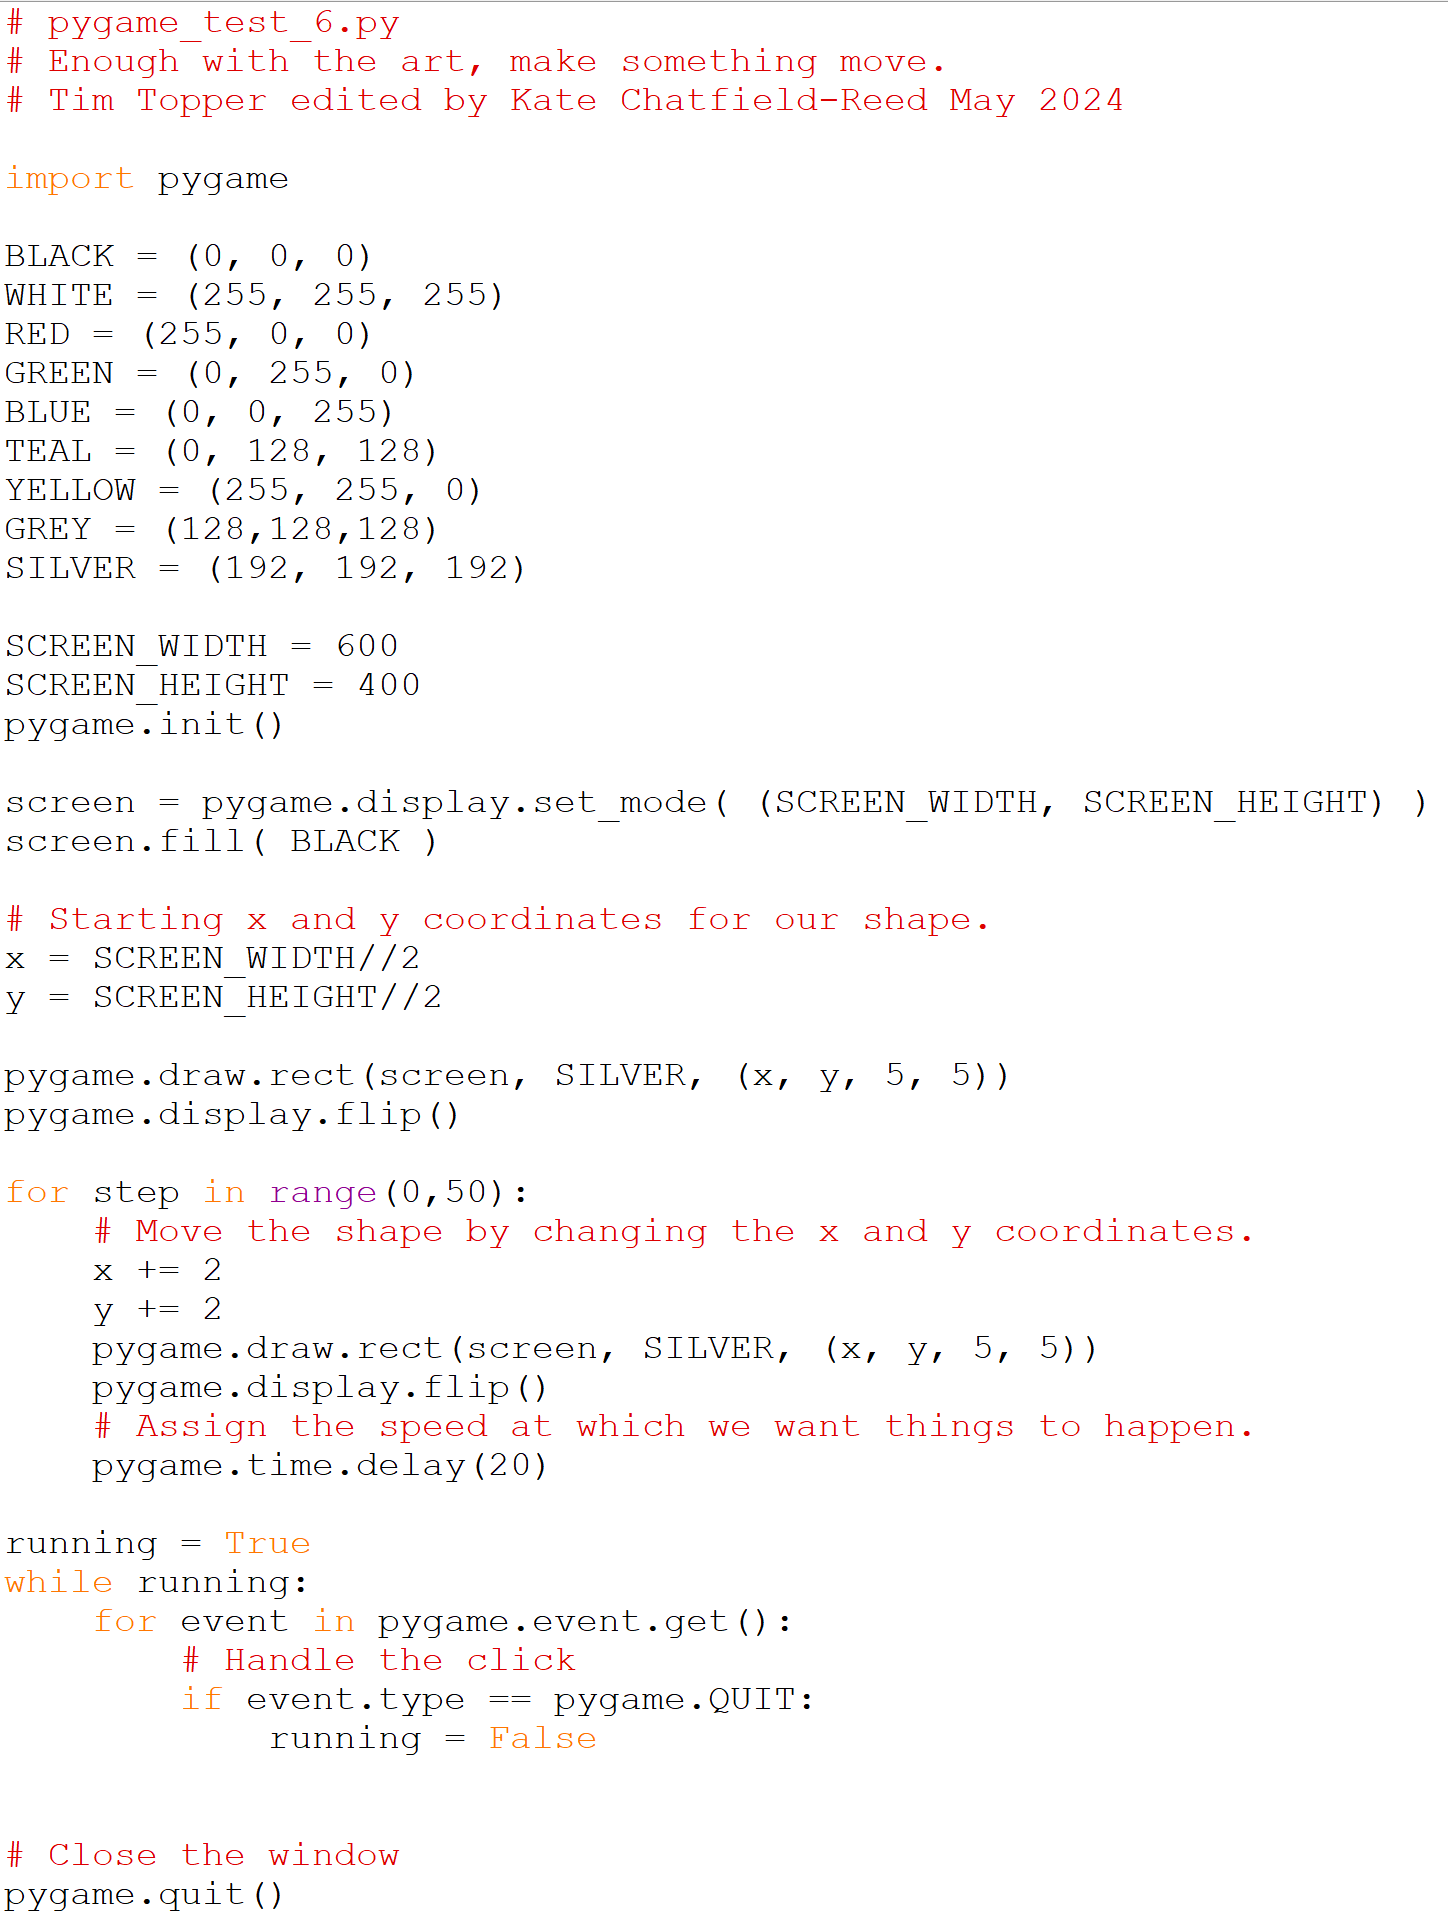 # pygame_test_6.py
# Enough with the art, make something move.
# Tim Topper edited by Kate Chatfield-Reed May 2024

import pygame

BLACK = (0, 0, 0)
WHITE = (255, 255, 255)
RED = (255, 0, 0)
GREEN = (0, 255, 0)
BLUE = (0, 0, 255)
TEAL = (0, 128, 128)
YELLOW = (255, 255, 0)
GREY = (128,128,128)
SILVER = (192, 192, 192)

SCREEN_WIDTH = 600
SCREEN_HEIGHT = 400
pygame.init()

screen = pygame.display.set_mode( (SCREEN_WIDTH, SCREEN_HEIGHT) )
screen.fill( BLACK )

# Starting x and y coordinates for our shape.
x = SCREEN_WIDTH//2
y = SCREEN_HEIGHT//2

pygame.draw.rect(screen, SILVER, (x, y, 5, 5))
pygame.display.flip()

for step in range(0,50):
    # Move the shape by changing the x and y coordinates.
    x += 2
    y += 2
    pygame.draw.rect(screen, SILVER, (x, y, 5, 5))
    pygame.display.flip()
    # Assign the speed at which we want things to happen.
    pygame.time.delay(20)

running = True
while running:
    for event in pygame.event.get():
        # Handle the click
        if event.type == pygame.QUIT:
            running = False


# Close the window
pygame.quit()